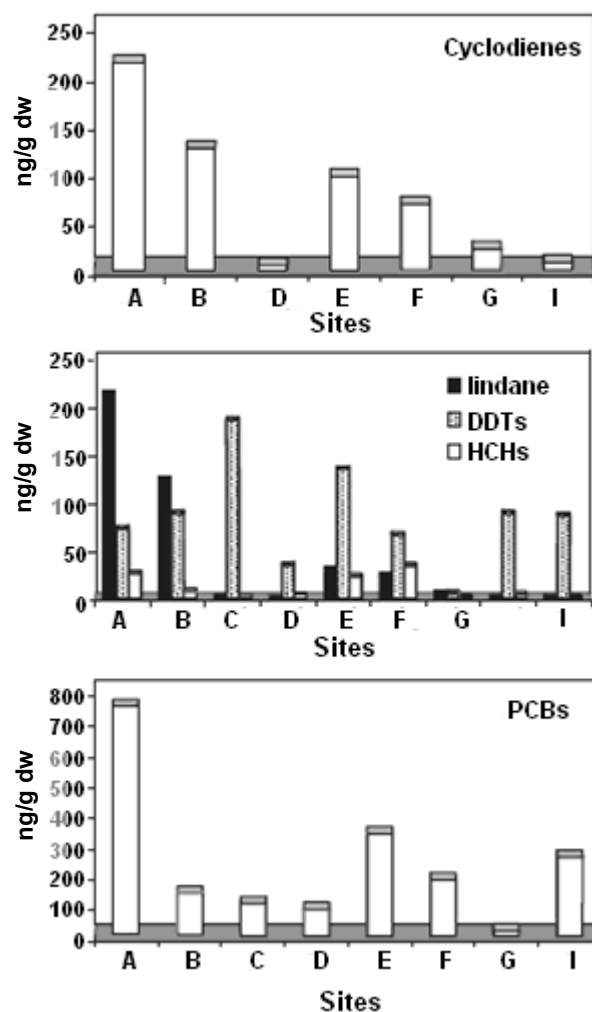 Cyclodienes
ng/g dw
250
200
150
100
50
0
A B D E F G I
Sites
ng/g dw
250
200
150
100
50
0
lindane
DDTs
HCHs
A B C D E F G I
Sites
ng/g dw
800
700
600
500
400
300
200
100
0
PCBs
A B C D E F G I
Sites